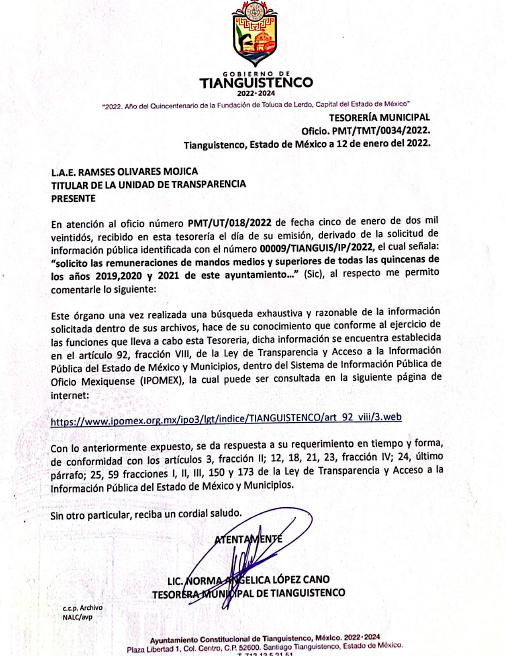 GOBIERNO DE
TIANGUISTENCO
2022-2024
"2022. Año del Quincentenario de la Fundación de Toluca de Lerdo, Capital del Estado de México"
TESORERÍA MUNICIPAL
Oficio. PMT/TMT/0034/2022.
Tianguistenco, Estado de México a 12 de enero del 2022.
L.A.E. RAMSES OLIVARES MOJICA
TITULAR DE LA UNIDAD DE TRANSPARENCIA
PRESENTE
En atención al oficio número PMT/UT/018/2022 de fecha cinco de enero de dos mil
veintidós, recibido en esta tesorería el día de su emisión, derivado de la solicitud de
información pública identificada con el número 00009/TIANGUIS/IP/2022, el cual señala:
"solicito las remuneraciones de mandos medios y superiores de todas las quincenas de
los años 2019,2020 y 2021 de este ayuntamiento..." (Sic), al respecto me permito
comentarle lo siguiente:
Este órgano una vez realizada una búsqueda exhaustiva y razonable de la información
solicitada dentro de sus archivos, hace de su conocimiento que conforme al ejercicio de
las funciones que lleva a cabo esta Tesoreria, dicha información se encuentra establecida
en el artículo 92, fracción VIII, de la Ley de Transparencia y Acceso a la Información
Pública del Estado de México y Municipios, dentro del Sistema de Información Pública de
Oficio Mexiquense (IPOMEX), la cual puede ser consultada en la siguiente página de
internet:
https://www.ipomex.org.mx/ipo3/lgt/indice/TIANGUISTENCO/art_92_viii/3.web
Con lo anteriormente expuesto, se da respuesta a su requerimiento en tiempo y forma,
de conformidad con los artículos 3, fracción II; 12, 18, 21, 23, fracción IV; 24, último
párrafo; 25, 59 fracciones I, II, III, 150 y 173 de la Ley de Transparencia y Acceso a la
Información Pública del Estado de México y Municipios.
Sin otro particular, reciba un cordial saludo.
ATENTAMENTE
LIC. NORMA ANGELICA LÓPEZ CANO
TESORERA MUNICIPAL DE TIANGUISTENCO
c.c.p. Archivo
NALC/avp
Ayuntamiento Constitucional de Tianguistenco, México. 2022-2024
Plaza Libertad 1, Col. Centro, C.P. 52600. Santiago Tianguistenco, Estado de México.